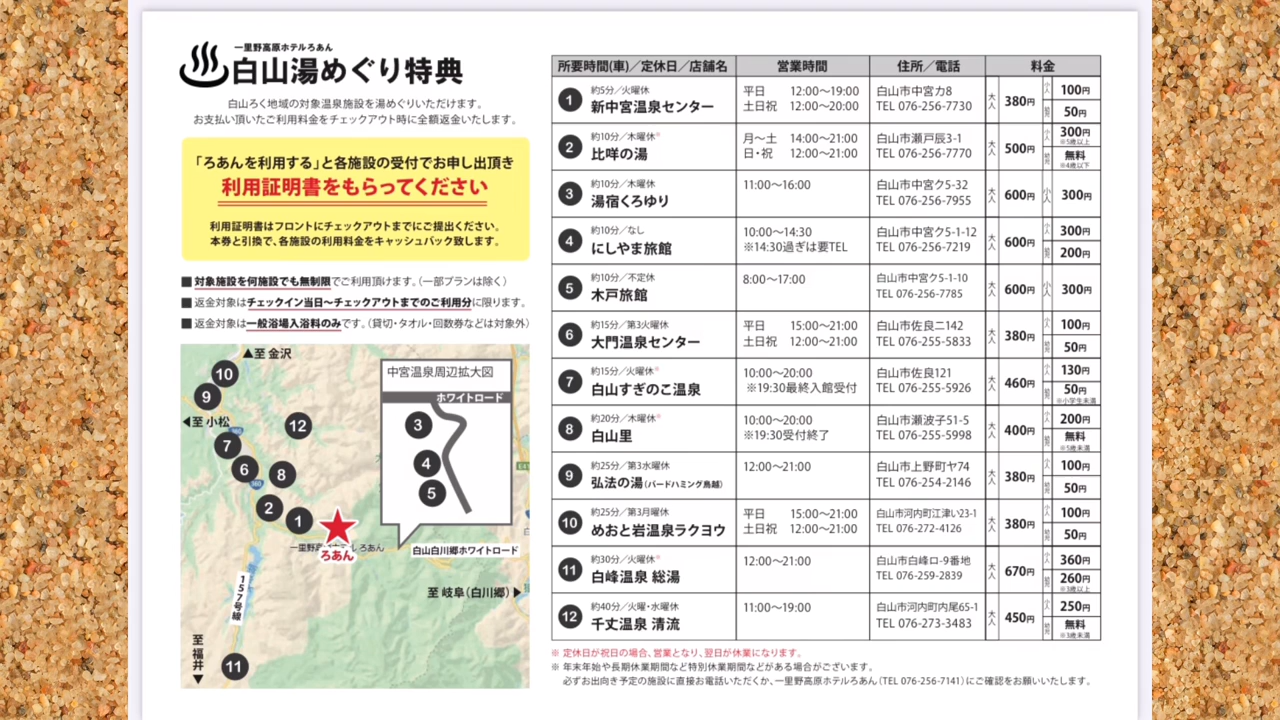 一里野高原ホテルろあん
白山湯めぐり特典
白山ろく地域の対象温泉施設を湯めぐりいただけます。
お支払い頂いたご利用料金をチェックアウト時に全額返金いたします。
「ろあんを利用する」と各施設の受付でお申し出頂き
利用証明書をもらってください
利用証明書はフロントにチェックアウトまでにご提出ください。
本券と引換で、各施設の利用料金をキャッシュバック致します。
■ 対象施設を何施設でも無制限でご利用頂けます。（一部プランは除く）
■ 返金対象はチェックイン当日〜チェックアウトまでのご利用分に限ります。
■ 返金対象は一般浴場入浴料のみです。（貸切・タオル・回数券などは対象外）
▲至 金沢
10
9
◀至 小松
12
7
6
8
2
1
中宮温泉周辺拡大図
ホワイトロード
3
4
5
ろあん
白山白川郷ホワイトロード
157号線
至 岐阜（白川郷）▶
至 福井▼
11
所要時間(車)／定休日／店舗名 営業時間 住所／電話 料金
1 約5分／火曜休 新中宮温泉センター
平日 12:00〜19:00
土日祝 12:00〜20:00
白山市中宮カ8
TEL 076-256-7730
大人 380円 小人 100円 幼児 50円
2 約10分／木曜休※ 比咩の湯
月〜土 14:00〜21:00
日・祝 12:00〜21:00
白山市瀬戸辰3-1
TEL 076-256-7770
大人 500円 小人 300円 ※5歳以上 幼児 無料 ※4歳以下
3 約10分／木曜休 湯宿くろゆり
11:00〜16:00
白山市中宮ク5-32
TEL 076-256-7955
大人 600円 小人 300円
4 約10分／なし にしやま旅館
10:00〜14:30
※14:30過ぎは要TEL
白山市中宮ク5-1-12
TEL 076-256-7219
大人 600円 小人 300円 幼児 200円
5 約10分／不定休 木戸旅館
8:00〜17:00
白山市中宮ク5-1-10
TEL 076-256-7785
大人 600円 小人 300円
6 約15分／第3火曜休 大門温泉センター
平日 15:00〜21:00
土日祝 12:00〜21:00
白山市佐良ニ142
TEL 076-255-5833
大人 380円 小人 100円 幼児 50円
7 約15分／火曜休※ 白山すぎのこ温泉
10:00〜20:00
※19:30最終入館受付
白山市佐良121
TEL 076-255-5926
大人 460円 小人 130円 50円 ※小学生未満
8 約20分／木曜休※ 白山里
10:00〜20:00
※19:30受付終了
白山市瀬波子51-5
TEL 076-255-5998
大人 400円 小人 200円 幼児 無料 ※5歳未満
9 約25分／第3水曜休 弘法の湯（バードハミング鳥越）
12:00〜21:00
白山市上野町ヤ74
TEL 076-254-2146
大人 380円 小人 100円 幼児 50円
10 約25分／第3月曜休 めおと岩温泉ラクヨウ
平日 15:00〜21:00
土日祝 12:00〜21:00
白山市河内町江津い23-1
TEL 076-272-4126
大人 380円 小人 100円 幼児 50円
11 約30分／火曜休※ 白峰温泉 総湯
12:00〜21:00
白山市白峰ロ-9番地
TEL 076-259-2839
大人 670円 小人 360円 幼児 260円 ※3歳以上
12 約40分／火曜・水曜休 千丈温泉 清流
11:00〜19:00
白山市河内町内尾65-1
TEL 076-273-3483
大人 450円 小人 250円 幼児 無料 ※3歳未満
※ 定休日が祝日の場合、営業となり、翌日が休業になります。
※ 年末年始や長期休業期間など特別休業期間などがある場合がございます。
必ずお出向き予定の施設に直接お電話いただくか、一里野高原ホテルろあん（TEL 076-256-7141）にご確認をお願いいたします。